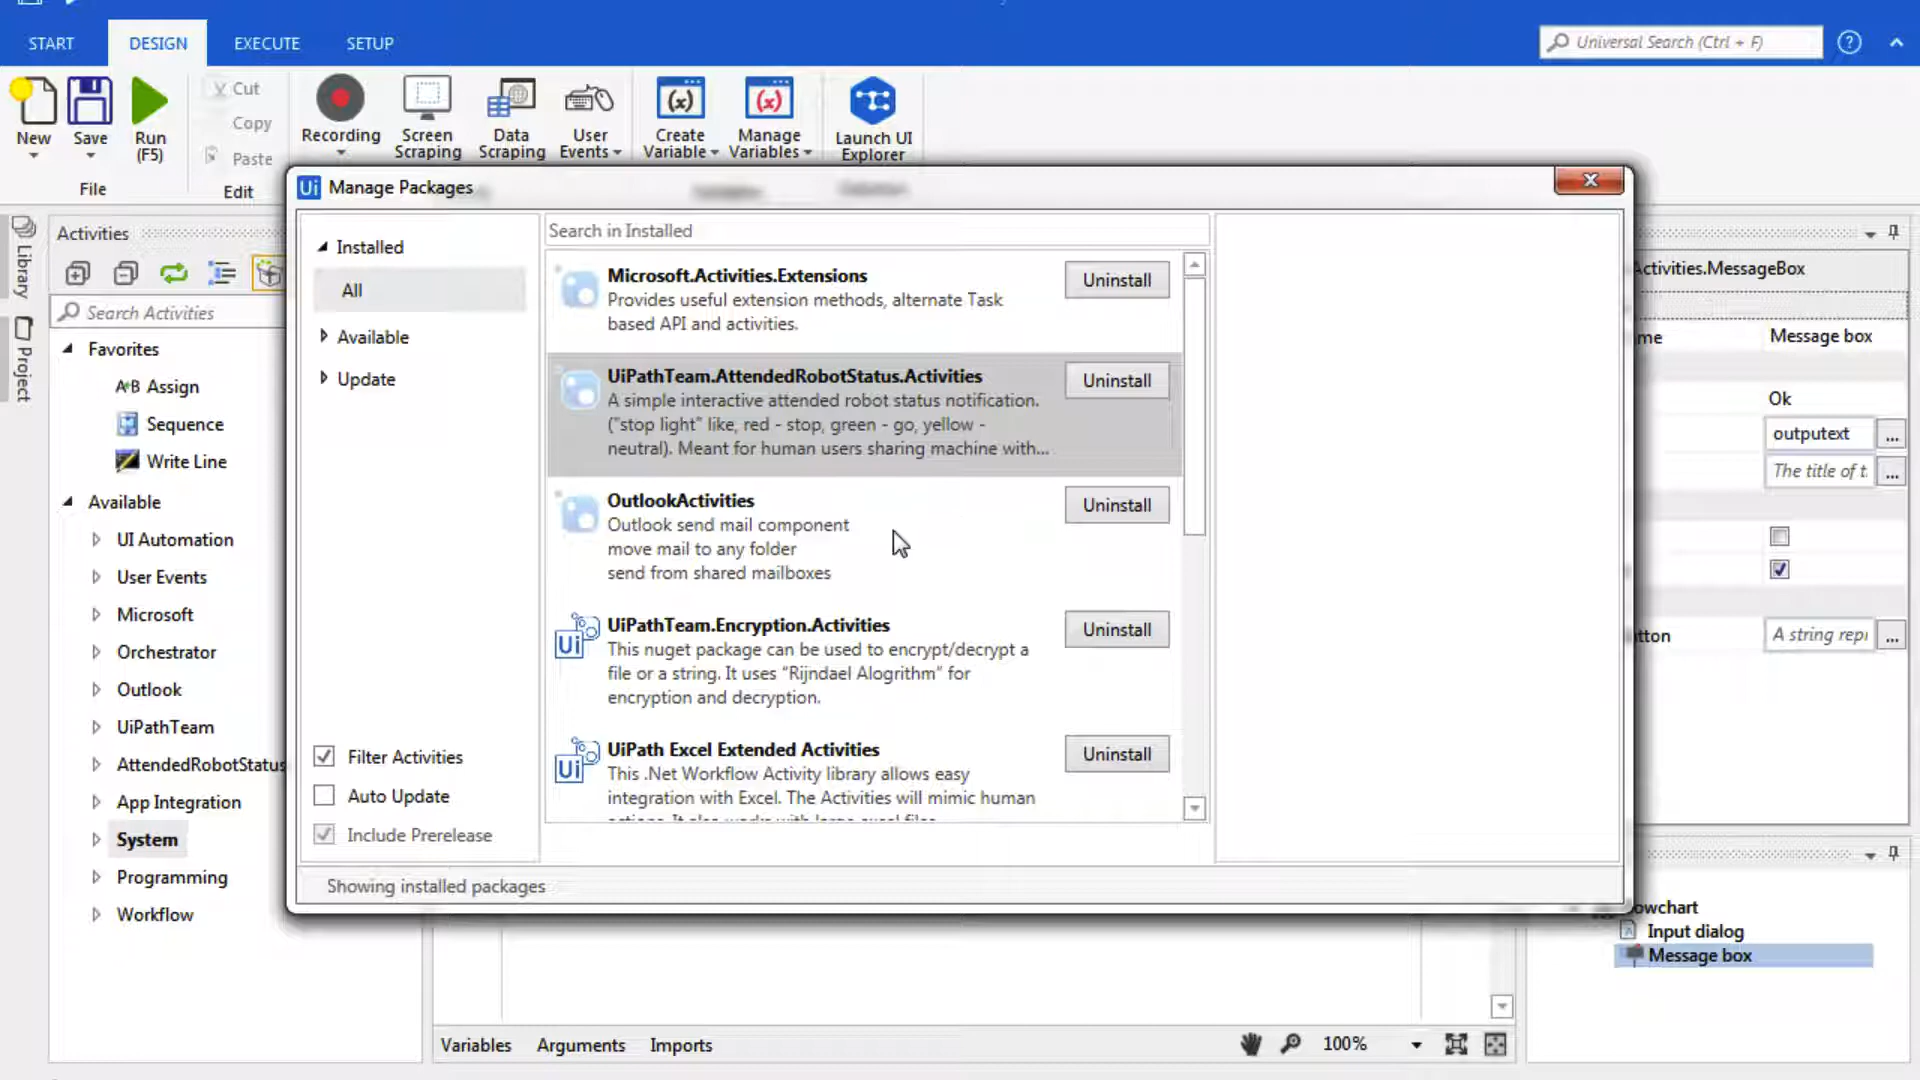 START DESIGN EXECUTE SETUP
Universal Search (Ctrl + F)
New
Save
Run
(F5)
File
Cut
Copy
Paste
Edit
Recording
Screen
Scraping
Data
Scraping
User
Events
Create
Variable
Manage
Variables
Launch UI
Explorer
Library
Project
Activities
Search Activities
Favorites
A+B Assign
Sequence
Write Line
Available
UI Automation
User Events
Microsoft
Orchestrator
Outlook
UiPathTeam
AttendedRobotStatus
App Integration
System
Programming
Workflow
Ui Manage Packages
Installed
All
Available
Update
Filter Activities
Auto Update
Include Prerelease
Search in Installed
Microsoft.Activities.Extensions
Provides useful extension methods, alternate Task
based API and activities.
Uninstall
UiPathTeam.AttendedRobotStatus.Activities
A simple interactive attended robot status notification.
("stop light" like, red - stop, green - go, yellow -
neutral). Meant for human users sharing machine with...
Uninstall
OutlookActivities
Outlook send mail component
move mail to any folder
send from shared mailboxes
Uninstall
Ui
UiPathTeam.Encryption.Activities
This nuget package can be used to encrypt/decrypt a
file or a string. It uses “Rijndael Alogrithm” for
encryption and decryption.
Uninstall
Ui
UiPath Excel Extended Activities
This .Net Workflow Activity library allows easy
integration with Excel. The Activities will mimic human
Uninstall
Showing installed packages
Activities.MessageBox
me Message box
Ok
outputext ...
The title of t. ...
tton A string repi ...
owchart
Input dialog
Message box
Variables Arguments Imports
100%